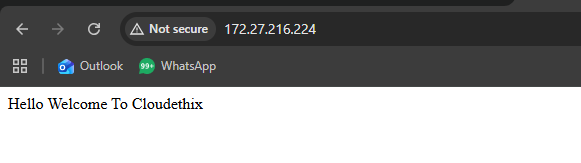 Not secure 172.27.216.224
Outlook 99+ WhatsApp
Hello Welcome To Cloudethix